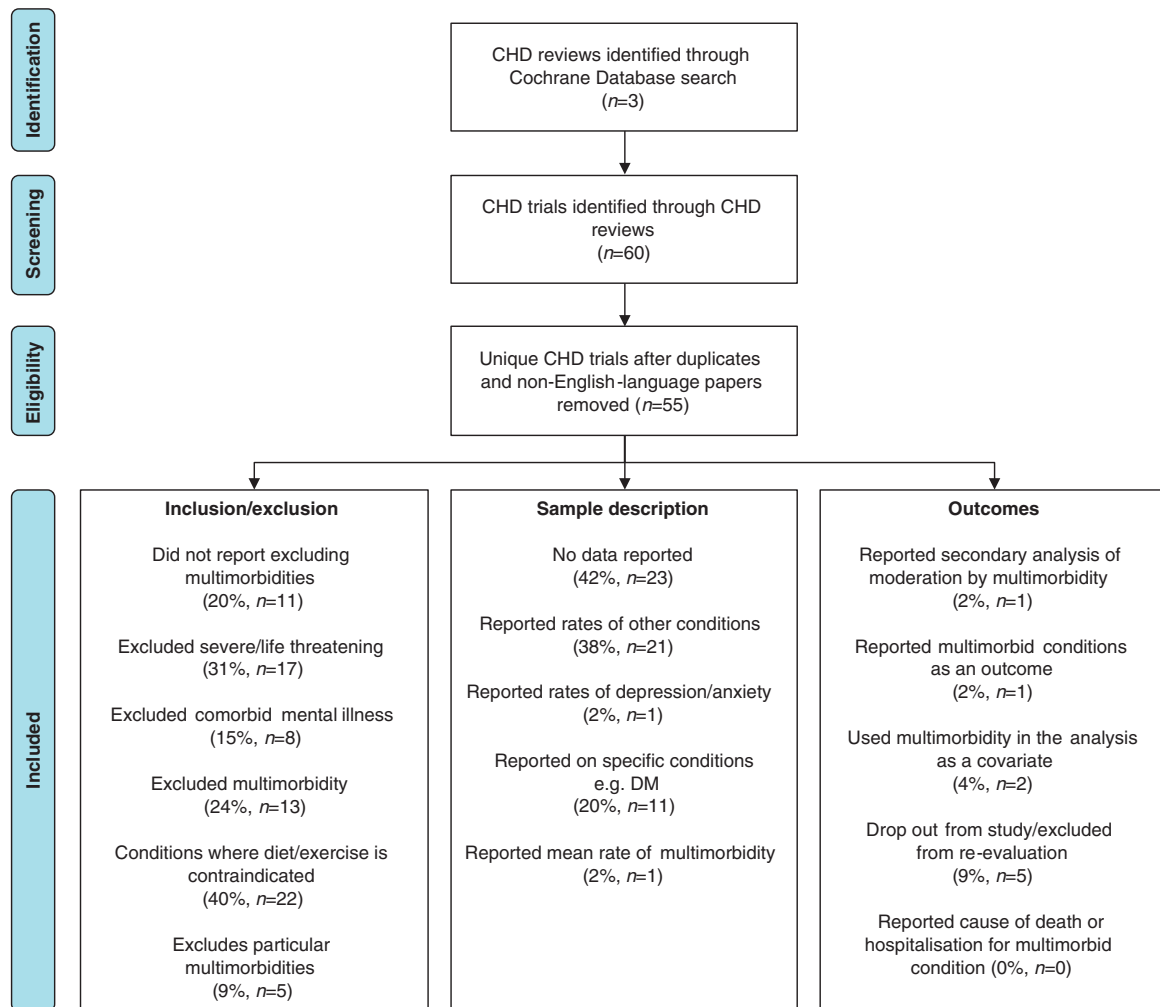 Identification
CHD reviews identified through
Cochrane Database search
(n=3)
Screening
CHD trials identified through CHD
reviews
(n=60)
Eligibility
Unique CHD trials after duplicates
and non-English-language papers
removed (n=55)
Included
Inclusion/exclusion
Did not report excluding
multimorbidities
(20%, n=11)
Excluded severe/life threatening
(31%, n=17)
Excluded comorbid mental illness
(15%, n=8)
Excluded multimorbidity
(24%, n=13)
Conditions where diet/exercise is
contraindicated
(40%, n=22)
Excludes particular
multimorbidities
(9%, n=5)
Sample description
No data reported
(42%, n=23)
Reported rates of other conditions
(38%, n=21)
Reported rates of depression/anxiety
(2%, n=1)
Reported on specific conditions
e.g. DM
(20%, n=11)
Reported mean rate of multimorbidity
(2%, n=1)
Outcomes
Reported secondary analysis of
moderation by multimorbidity
(2%, n=1)
Reported multimorbid conditions
as an outcome
(2%, n=1)
Used multimorbidity in the analysis
as a covariate
(4%, n=2)
Drop out from study/excluded
from re-evaluation
(9%, n=5)
Reported cause of death or
hospitalisation for multimorbid
condition (0%, n=0)